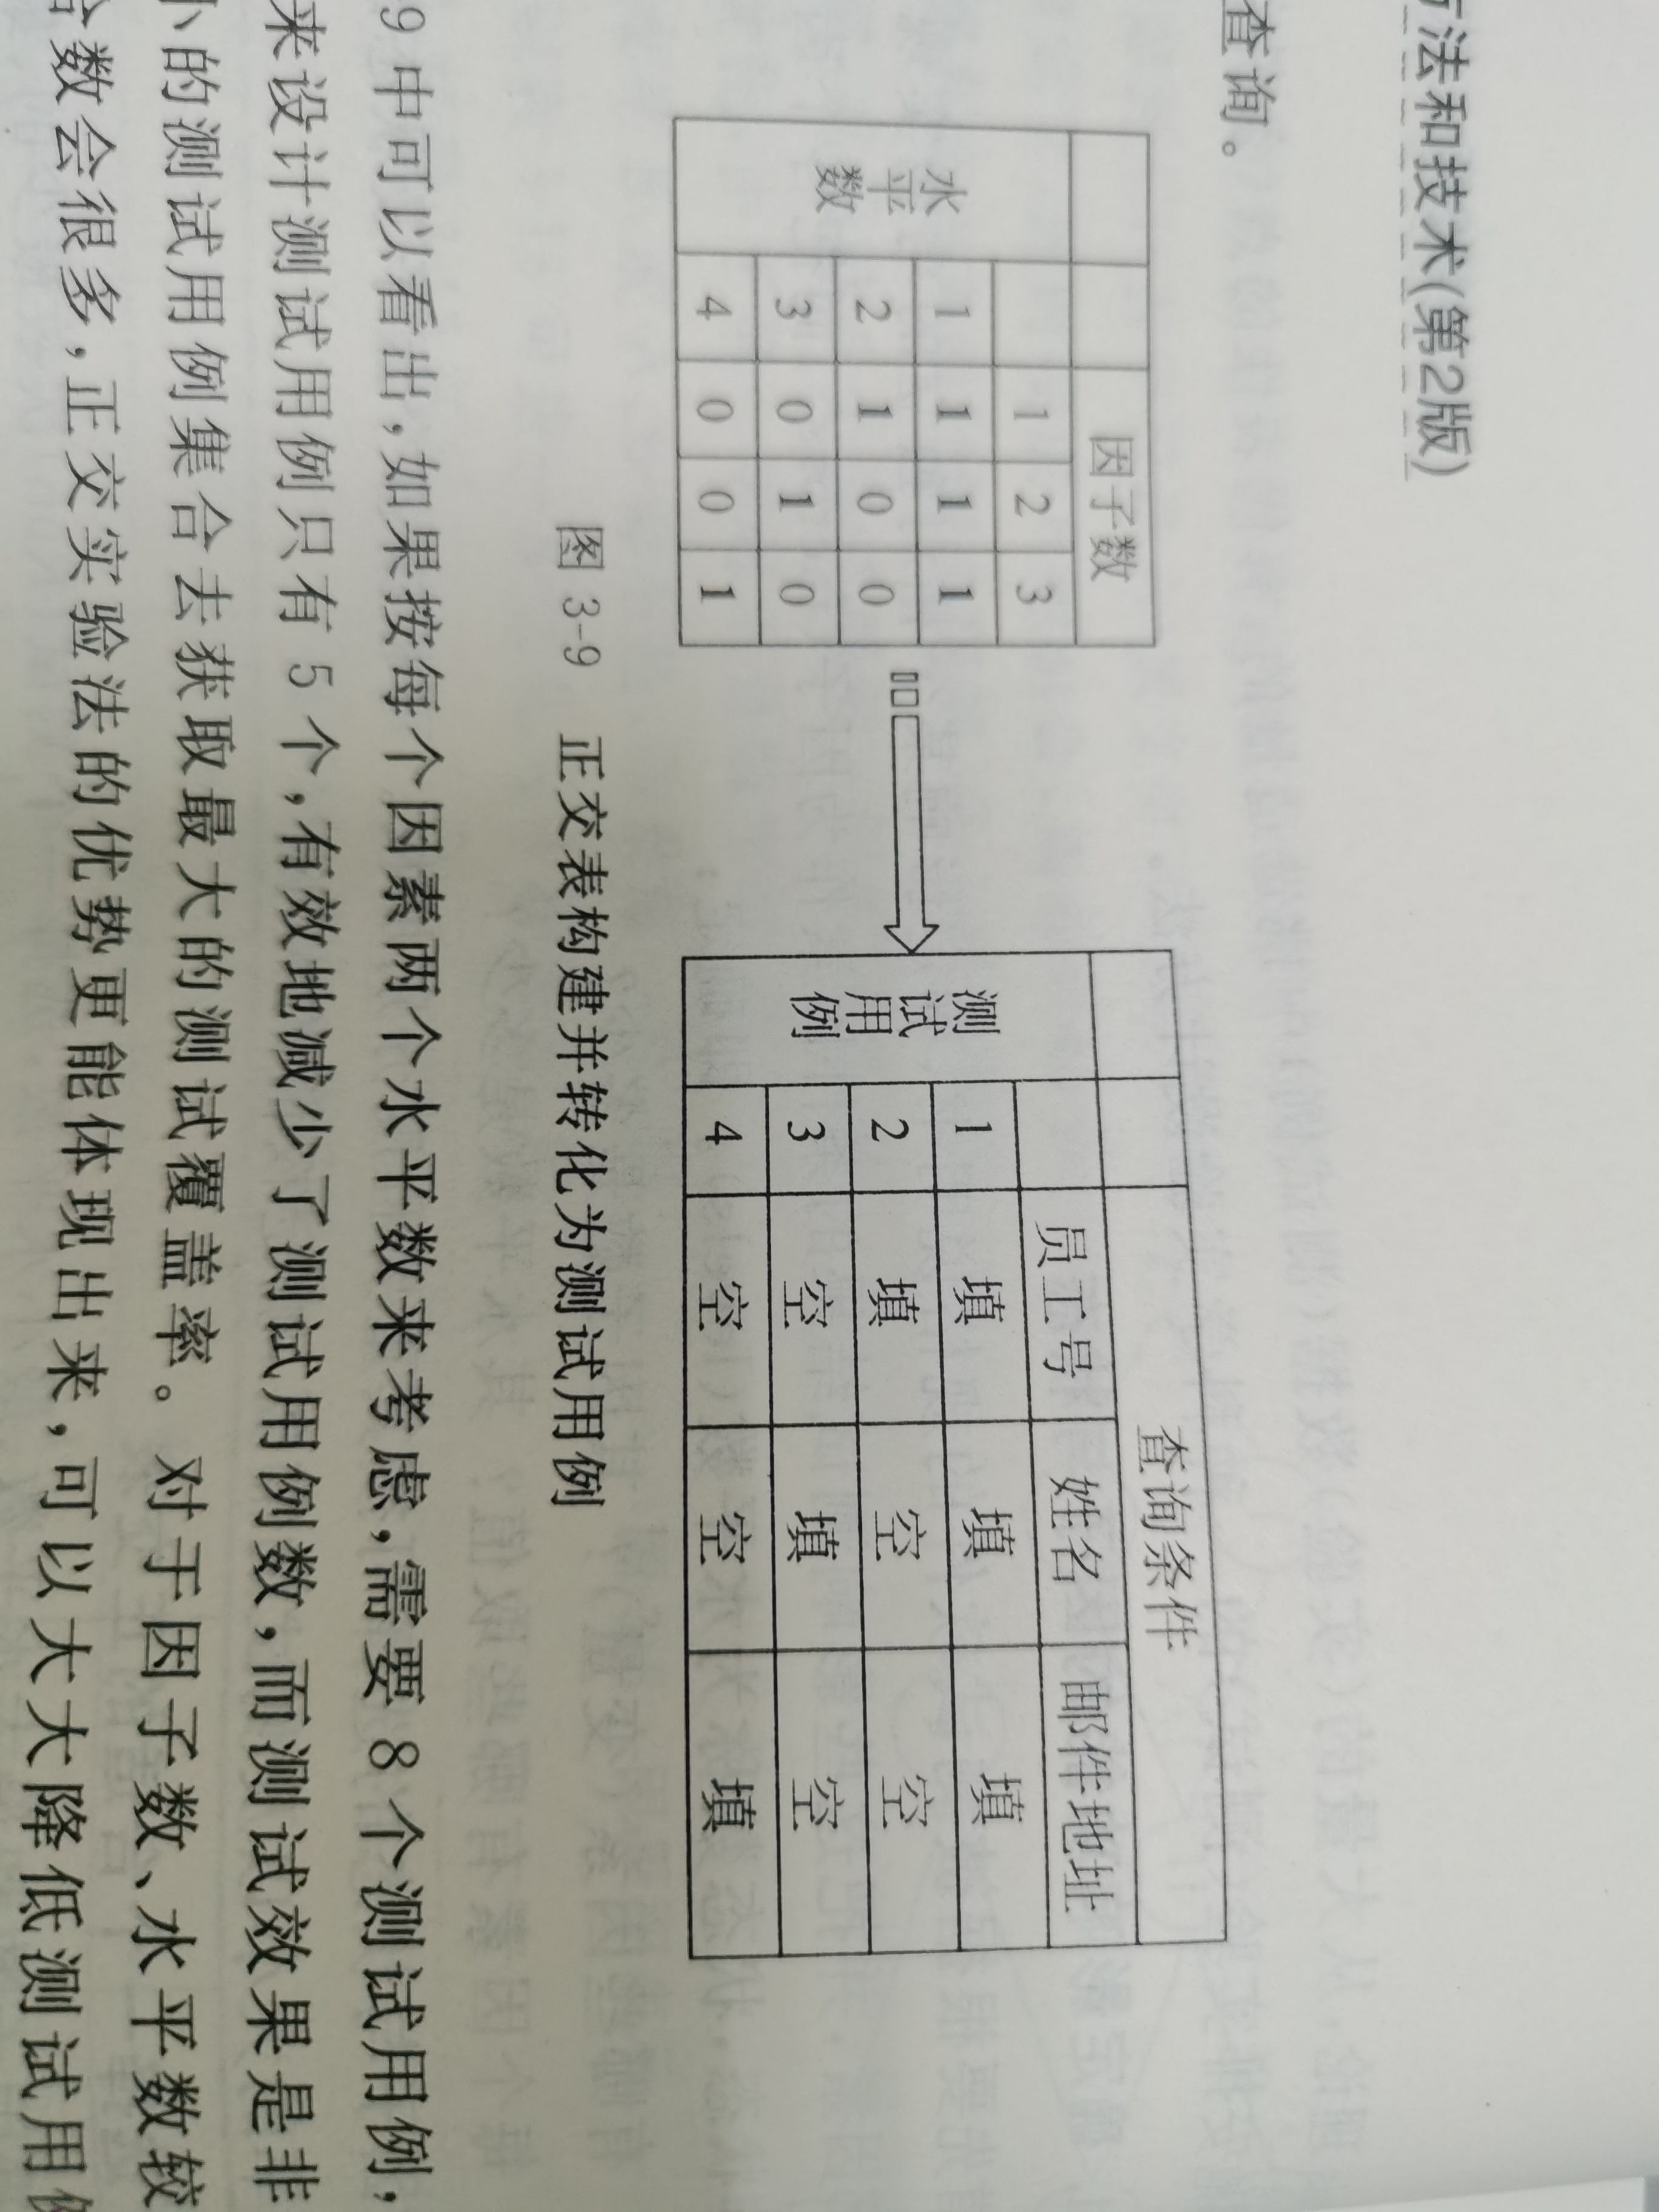 法和技术(第2版)
查询。
因子数
1 2 3
水平数
1 1 1 1
2 1 0 0
3 0 1 0
4 0 0 1
查询条件
员工号 姓名 邮件地址
测试用例
1 填 填 填
2 填 空 空
3 空 填 空
4 空 空 填
图 3-9 正交表构建并转化为测试用例
9 中可以看出,如果按每个因素两个水平数来考虑,需要 8 个测试用例,
来设计测试用例只有 5 个,有效地减少了测试用例数,而测试效果是非
小的测试用例集合去获取最大的测试覆盖率。对于因子数、水平数较
合数会很多,正交实验法的优势更能体现出来,可以大大降低测试用